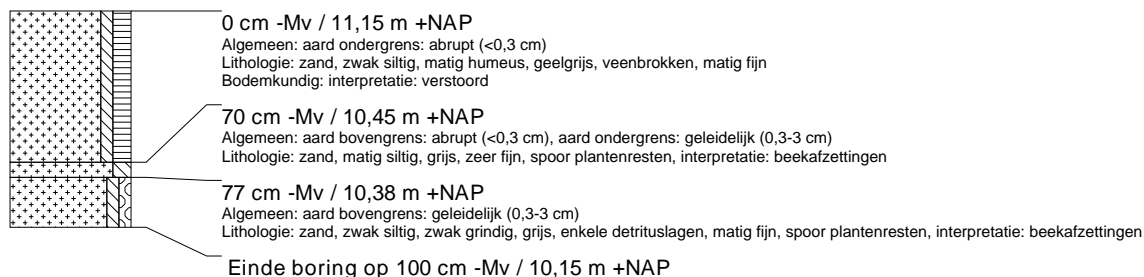 0 cm -Mv / 11,15 m +NAP
Algemeen: aard ondergrens: abrupt (<0,3 cm)
Lithologie: zand, zwak siltig, matig humeus, geelgrijs, veenbrokken, matig fijn
Bodemkundig: interpretatie: verstoord
70 cm -Mv / 10,45 m +NAP
Algemeen: aard bovengrens: abrupt (<0,3 cm), aard ondergrens: geleidelijk (0,3-3 cm)
Lithologie: zand, matig siltig, grijs, zeer fijn, spoor plantenresten, interpretatie: beekafzettingen
77 cm -Mv / 10,38 m +NAP
Algemeen: aard bovengrens: geleidelijk (0,3-3 cm)
Lithologie: zand, zwak siltig, zwak grindig, grijs, enkele detrituslagen, matig fijn, spoor plantenresten, interpretatie: beekafzettingen
Einde boring op 100 cm -Mv / 10,15 m +NAP